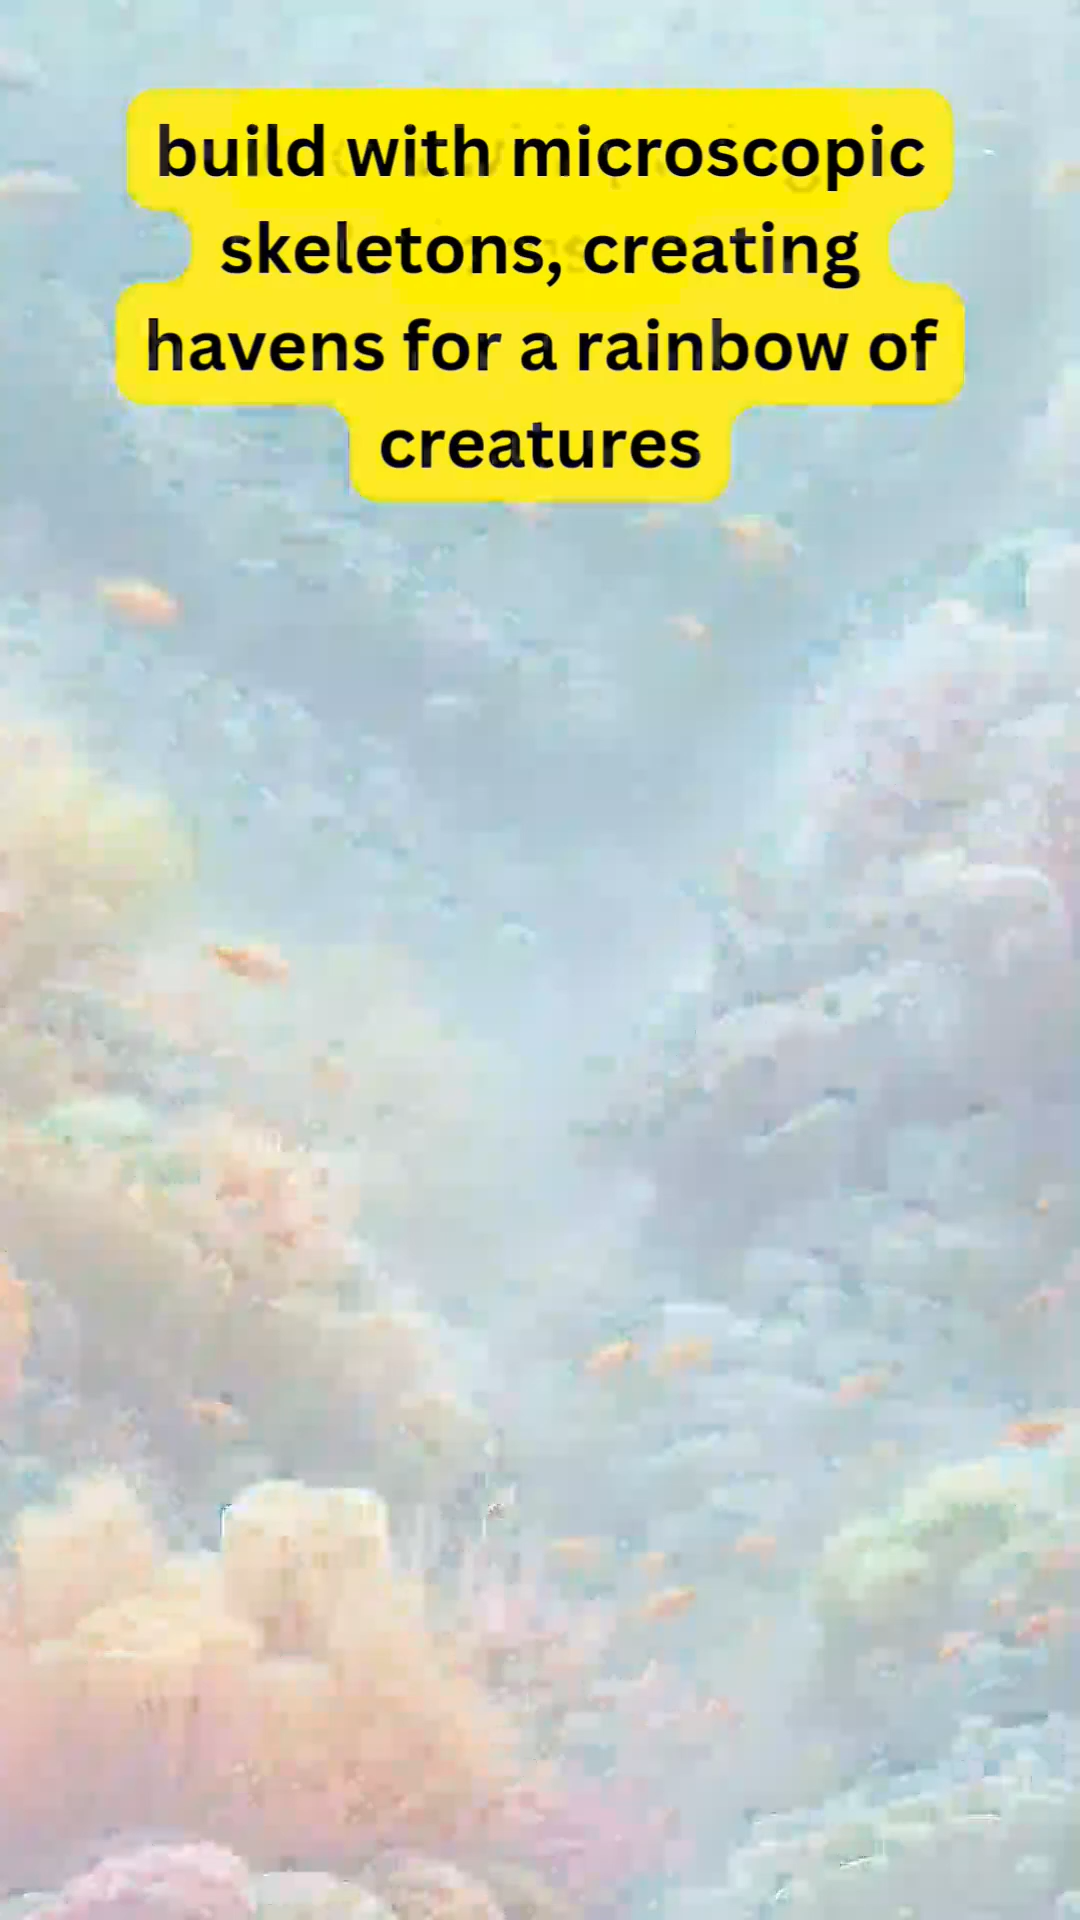 build with microscopic
skeletons, creating
havens for a rainbow of
creatures